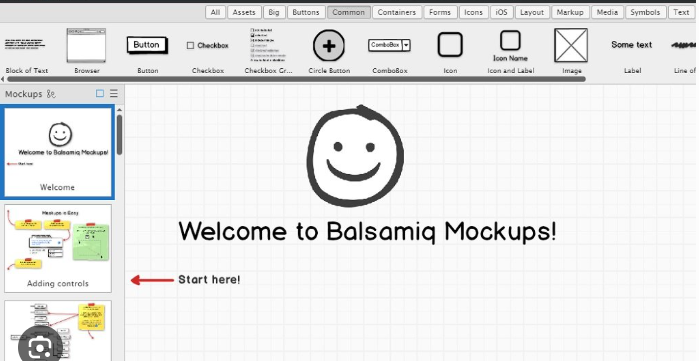 All Assets Big Buttons Common Containers Forms Icons iOS Layout Markup Media Symbols Text
Button Checkbox ComboBox Icon Name Some text
Block of Text Browser Button Checkbox Checkbox Gr... Circle Button ComboBox Icon Icon and Label Image Label Line of
Mockups
Welcome to Balsamiq Mockups!
Start here!
Welcome
Mockups is Easy
Adding controls
Welcome to Balsamiq Mockups!
Start here!